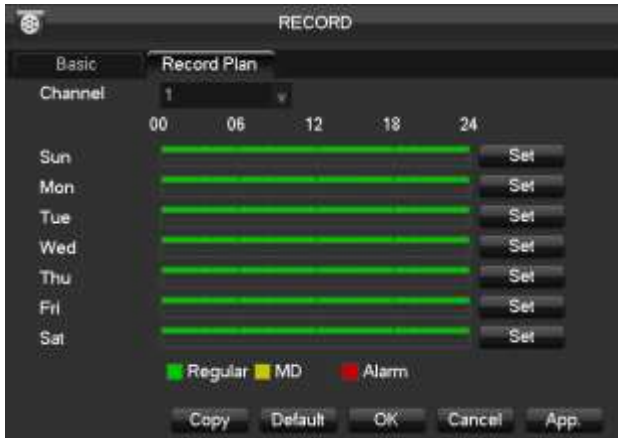 RECORD
Basic Record Plan
Channel 1
00 06 12 18 24
Sun Set
Mon Set
Tue Set
Wed Set
Thu Set
Fri Set
Sat Set
Regular MD Alarm
Copy Default OK Cancel App.